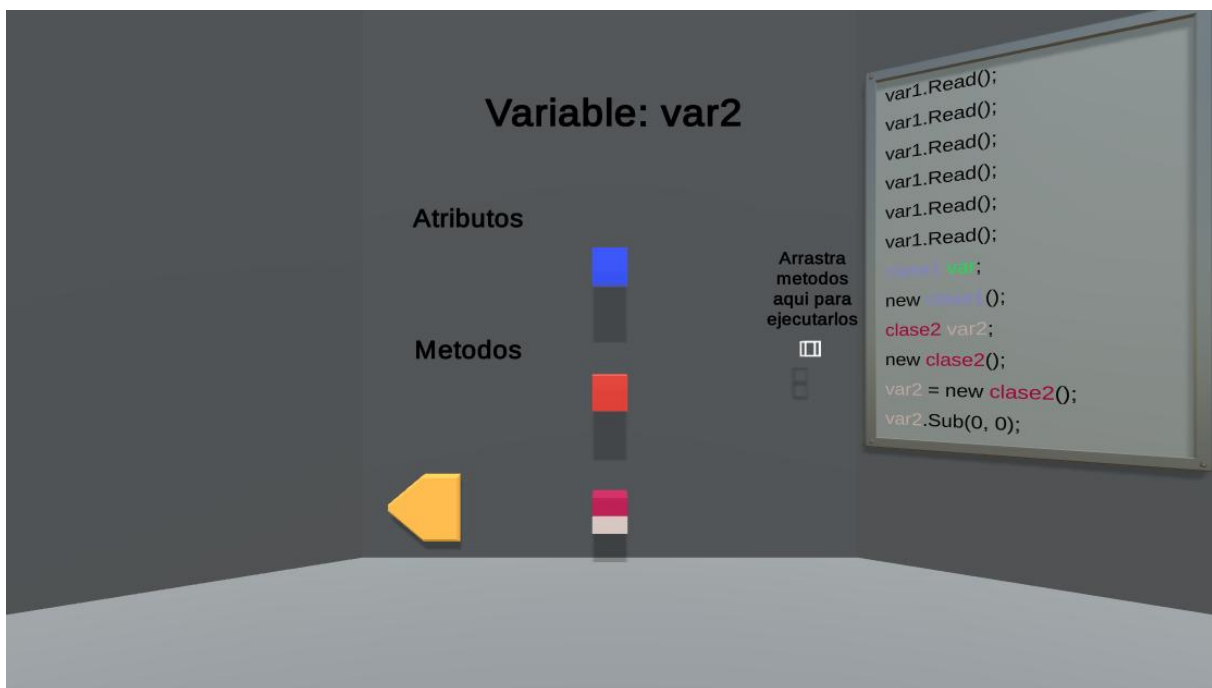 Variable: var2
Atributos
Metodos
Arrastra
metodos
aqui para
ejecutarlos
var1.Read();
var1.Read();
var1.Read();
var1.Read();
var1.Read();
var1.Read();
var;
new ();
clase2 var2;
new clase2();
var2 = new clase2();
var2.Sub(0, 0);